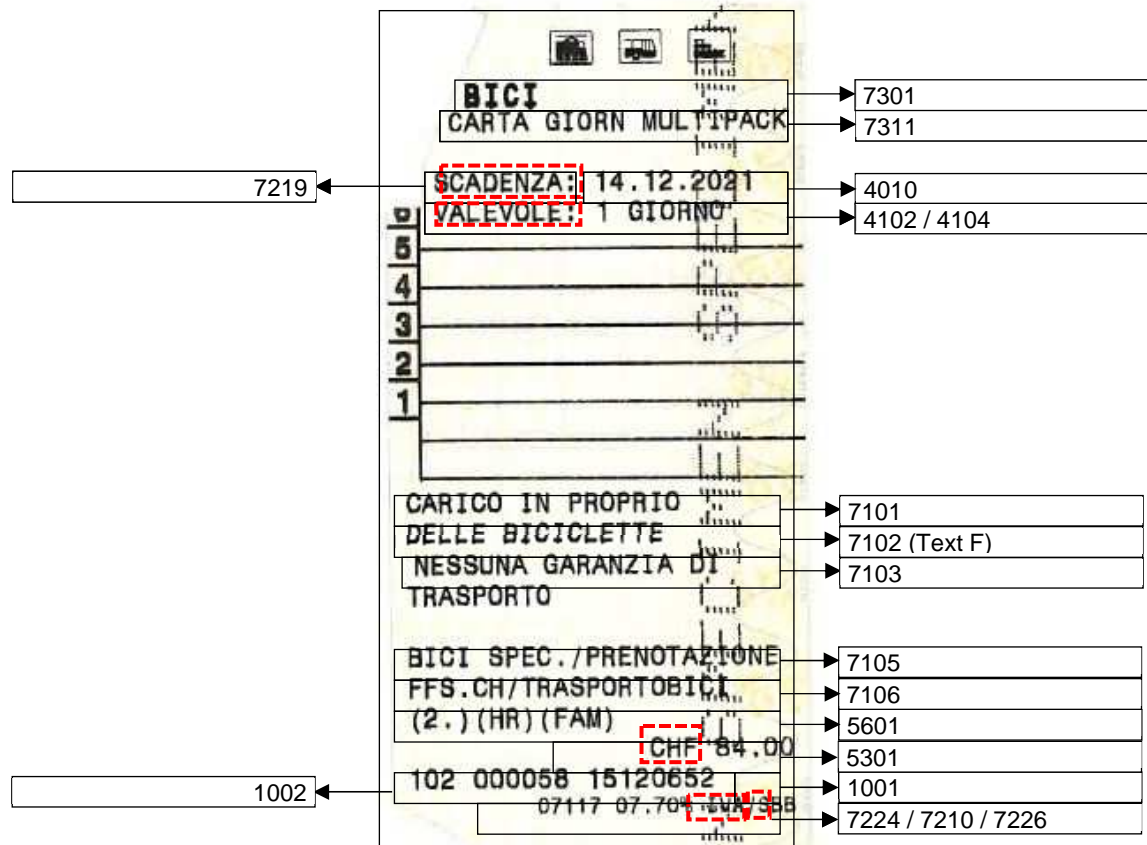 BICI
7301
CARTA GIORN MULTIPACK
7311
7219
SCADENZA: 14.12.2021
4010
VALEVOLE: 1 GIORNO
4102 / 4104
6
5
4
3
2
1
CARICO IN PROPRIO
7101
DELLE BICICLETTE
7102 (Text F)
NESSUNA GARANZIA DI
7103
TRASPORTO
BICI SPEC./PRENOTAZIONE
7105
FFS.CH/TRASPORTOBICI
7106
(2.)(HR)(FAM)
5601
CHF 84.00
5301
1002
102 000058 15120652
1001
07117 07.70% IVA/SBB
7224 / 7210 / 7226